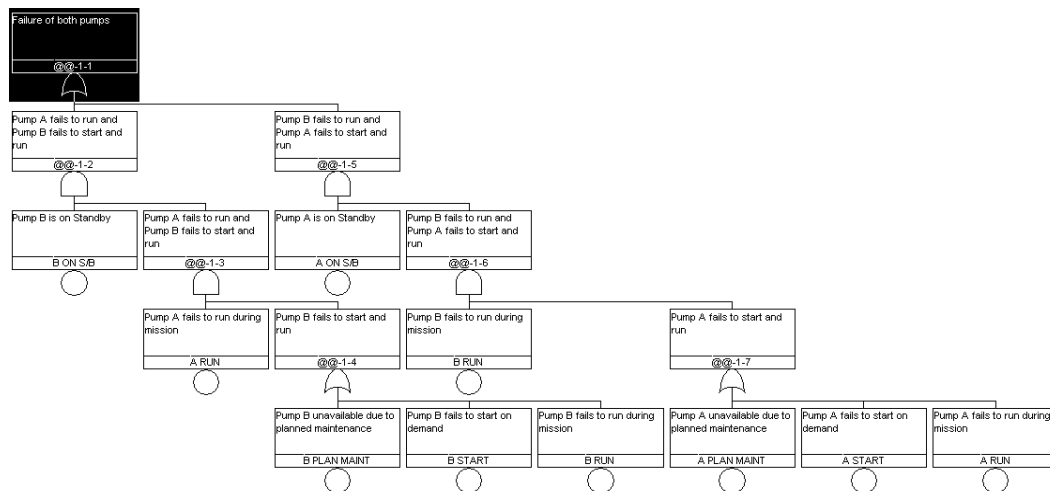 Failure of both pumps
@@-1-1
Pump A fails to run and
Pump B fails to start and
run
@@-1-2
Pump B fails to run and
Pump A fails to start and
run
@@-1-5
Pump B is on Standby
B ON S/B
Pump A fails to run and
Pump B fails to start and
run
@@-1-3
Pump A is on Standby
A ON S/B
Pump B fails to run and
Pump A fails to start and
run
@@-1-6
Pump A fails to run during
mission
A RUN
Pump B fails to start and
run
@@-1-4
Pump B fails to run during
mission
B RUN
Pump A fails to start and
run
@@-1-7
Pump B unavailable due to
planned maintenance
B PLAN MAINT
Pump B fails to start on
demand
B START
Pump B fails to run during
mission
B RUN
Pump A unavailable due to
planned maintenance
A PLAN MAINT
Pump A fails to start on
demand
A START
Pump A fails to run during
mission
A RUN